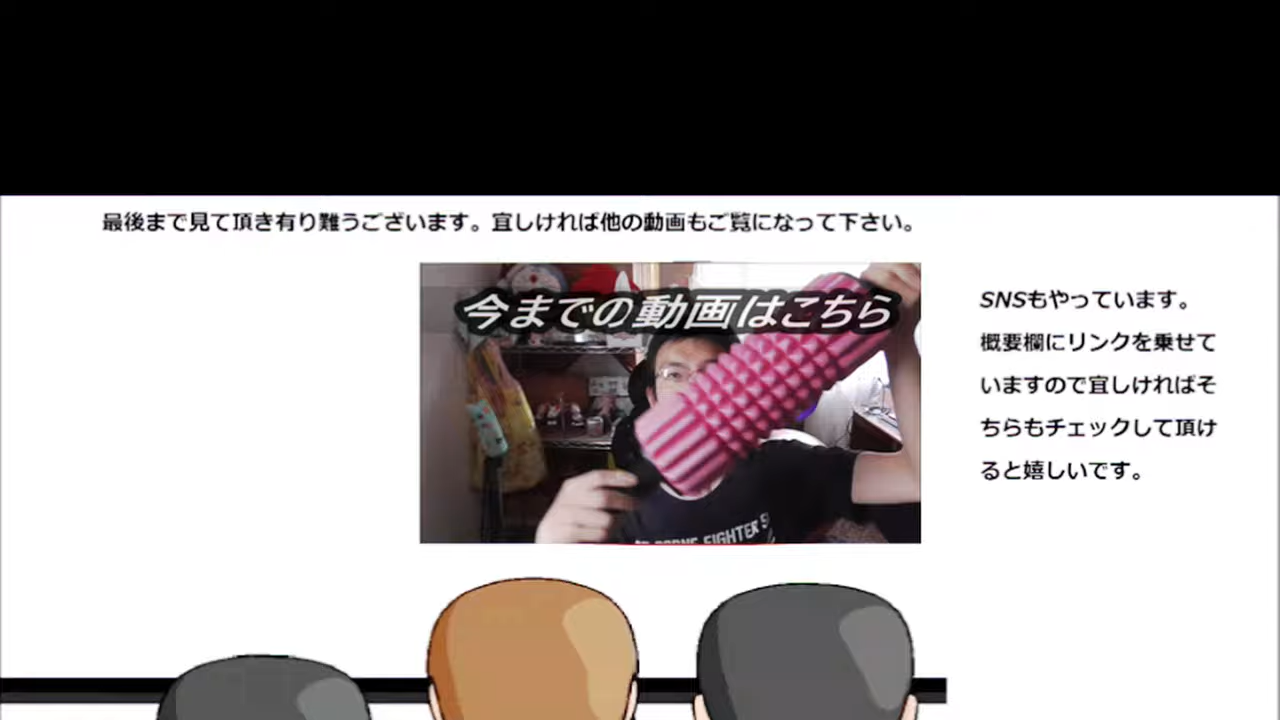 最後まで見て頂き有り難うございます。宜しければ他の動画もご覧になって下さい。
今までの動画はこちら
SNSもやっています。
概要欄にリンクを乗せて
いますので宜しければそ
ちらもチェックして頂け
ると嬉しいです。
FIGHTER